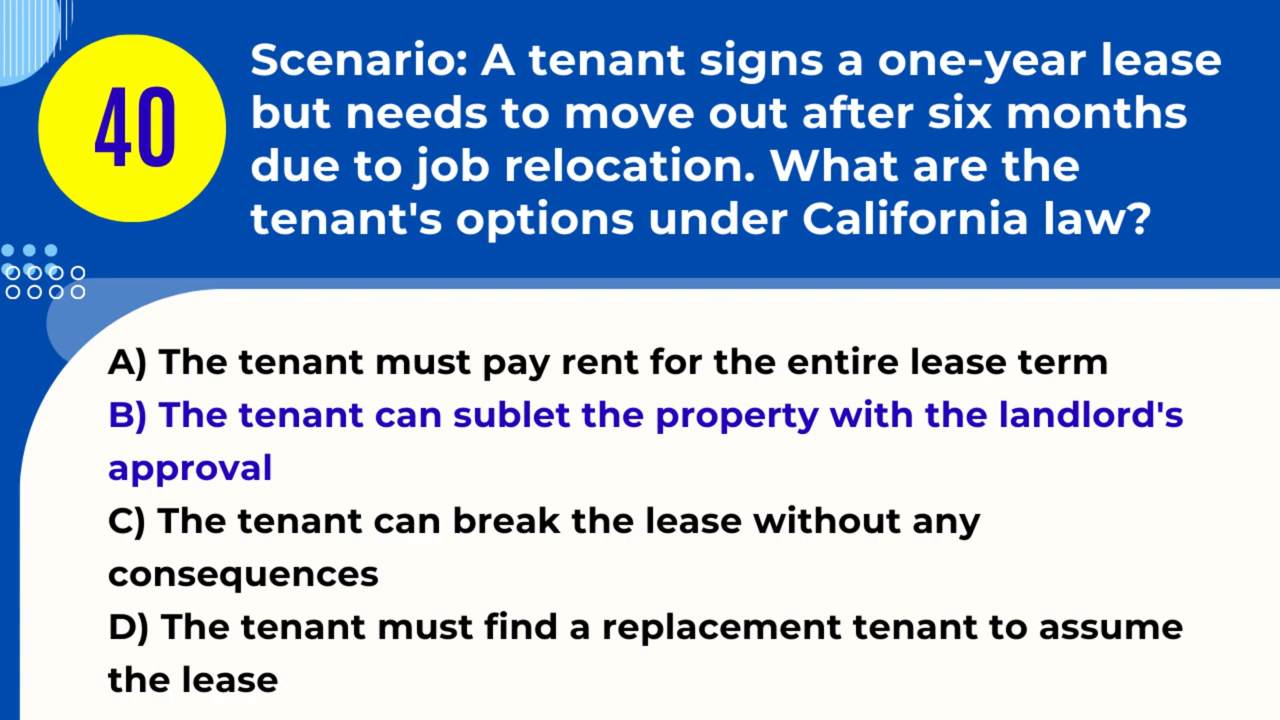 40
Scenario: A tenant signs a one-year lease
but needs to move out after six months
due to job relocation. What are the
tenant's options under California law?
A) The tenant must pay rent for the entire lease term
B) The tenant can sublet the property with the landlord's
approval
C) The tenant can break the lease without any
consequences
D) The tenant must find a replacement tenant to assume
the lease